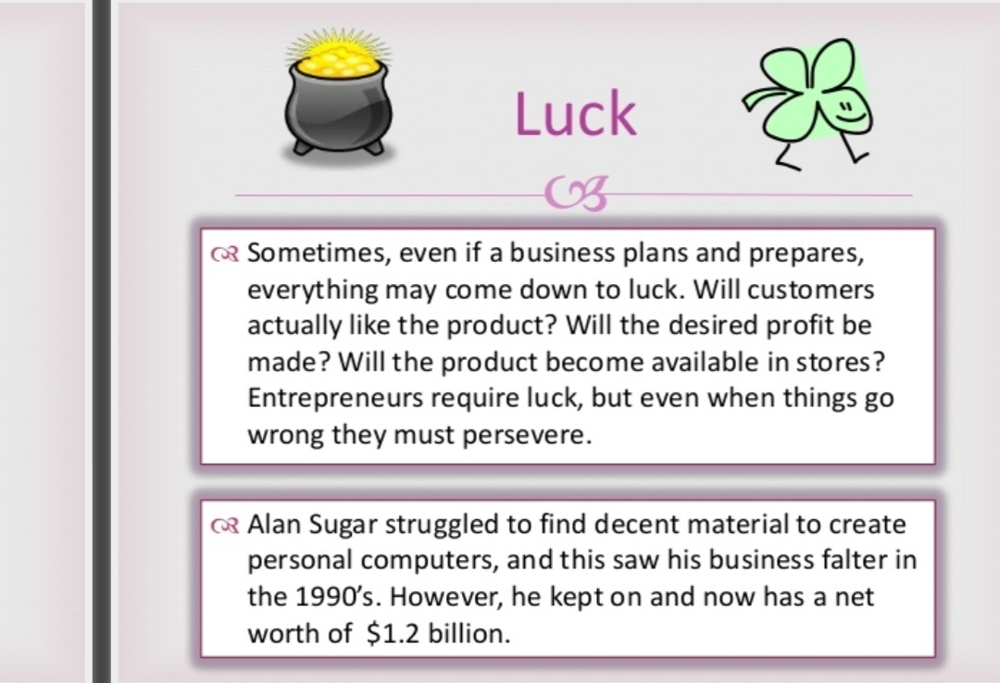 Luck
Sometimes, even if a business plans and prepares,
everything may come down to luck. Will customers
actually like the product? Will the desired profit be
made? Will the product become available in stores?
Entrepreneurs require luck, but even when things go
wrong they must persevere.
Alan Sugar struggled to find decent material to create
personal computers, and this saw his business falter in
the 1990’s. However, he kept on and now has a net
worth of  $1.2 billion.